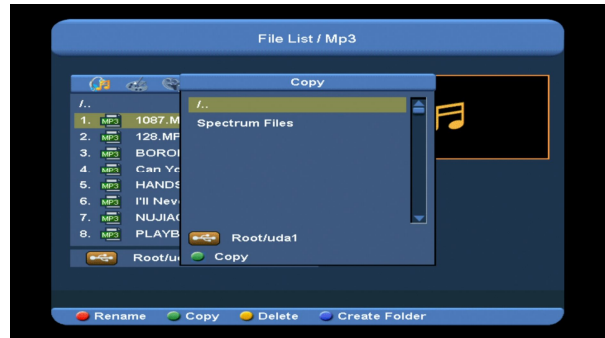 File List / Mp3
Copy
/..
/..
1. MP3 1087.M
Spectrum Files
2. MP3 128.MP
3. MP3 BOROI
4. MP3 Can Yo
5. MP3 HANDS
6. MP3 I'll Nev
7. MP3 NUJIAO
8. MP3 PLAYB
Root/uda1
Root/u
Copy
Rename Copy Delete Create Folder